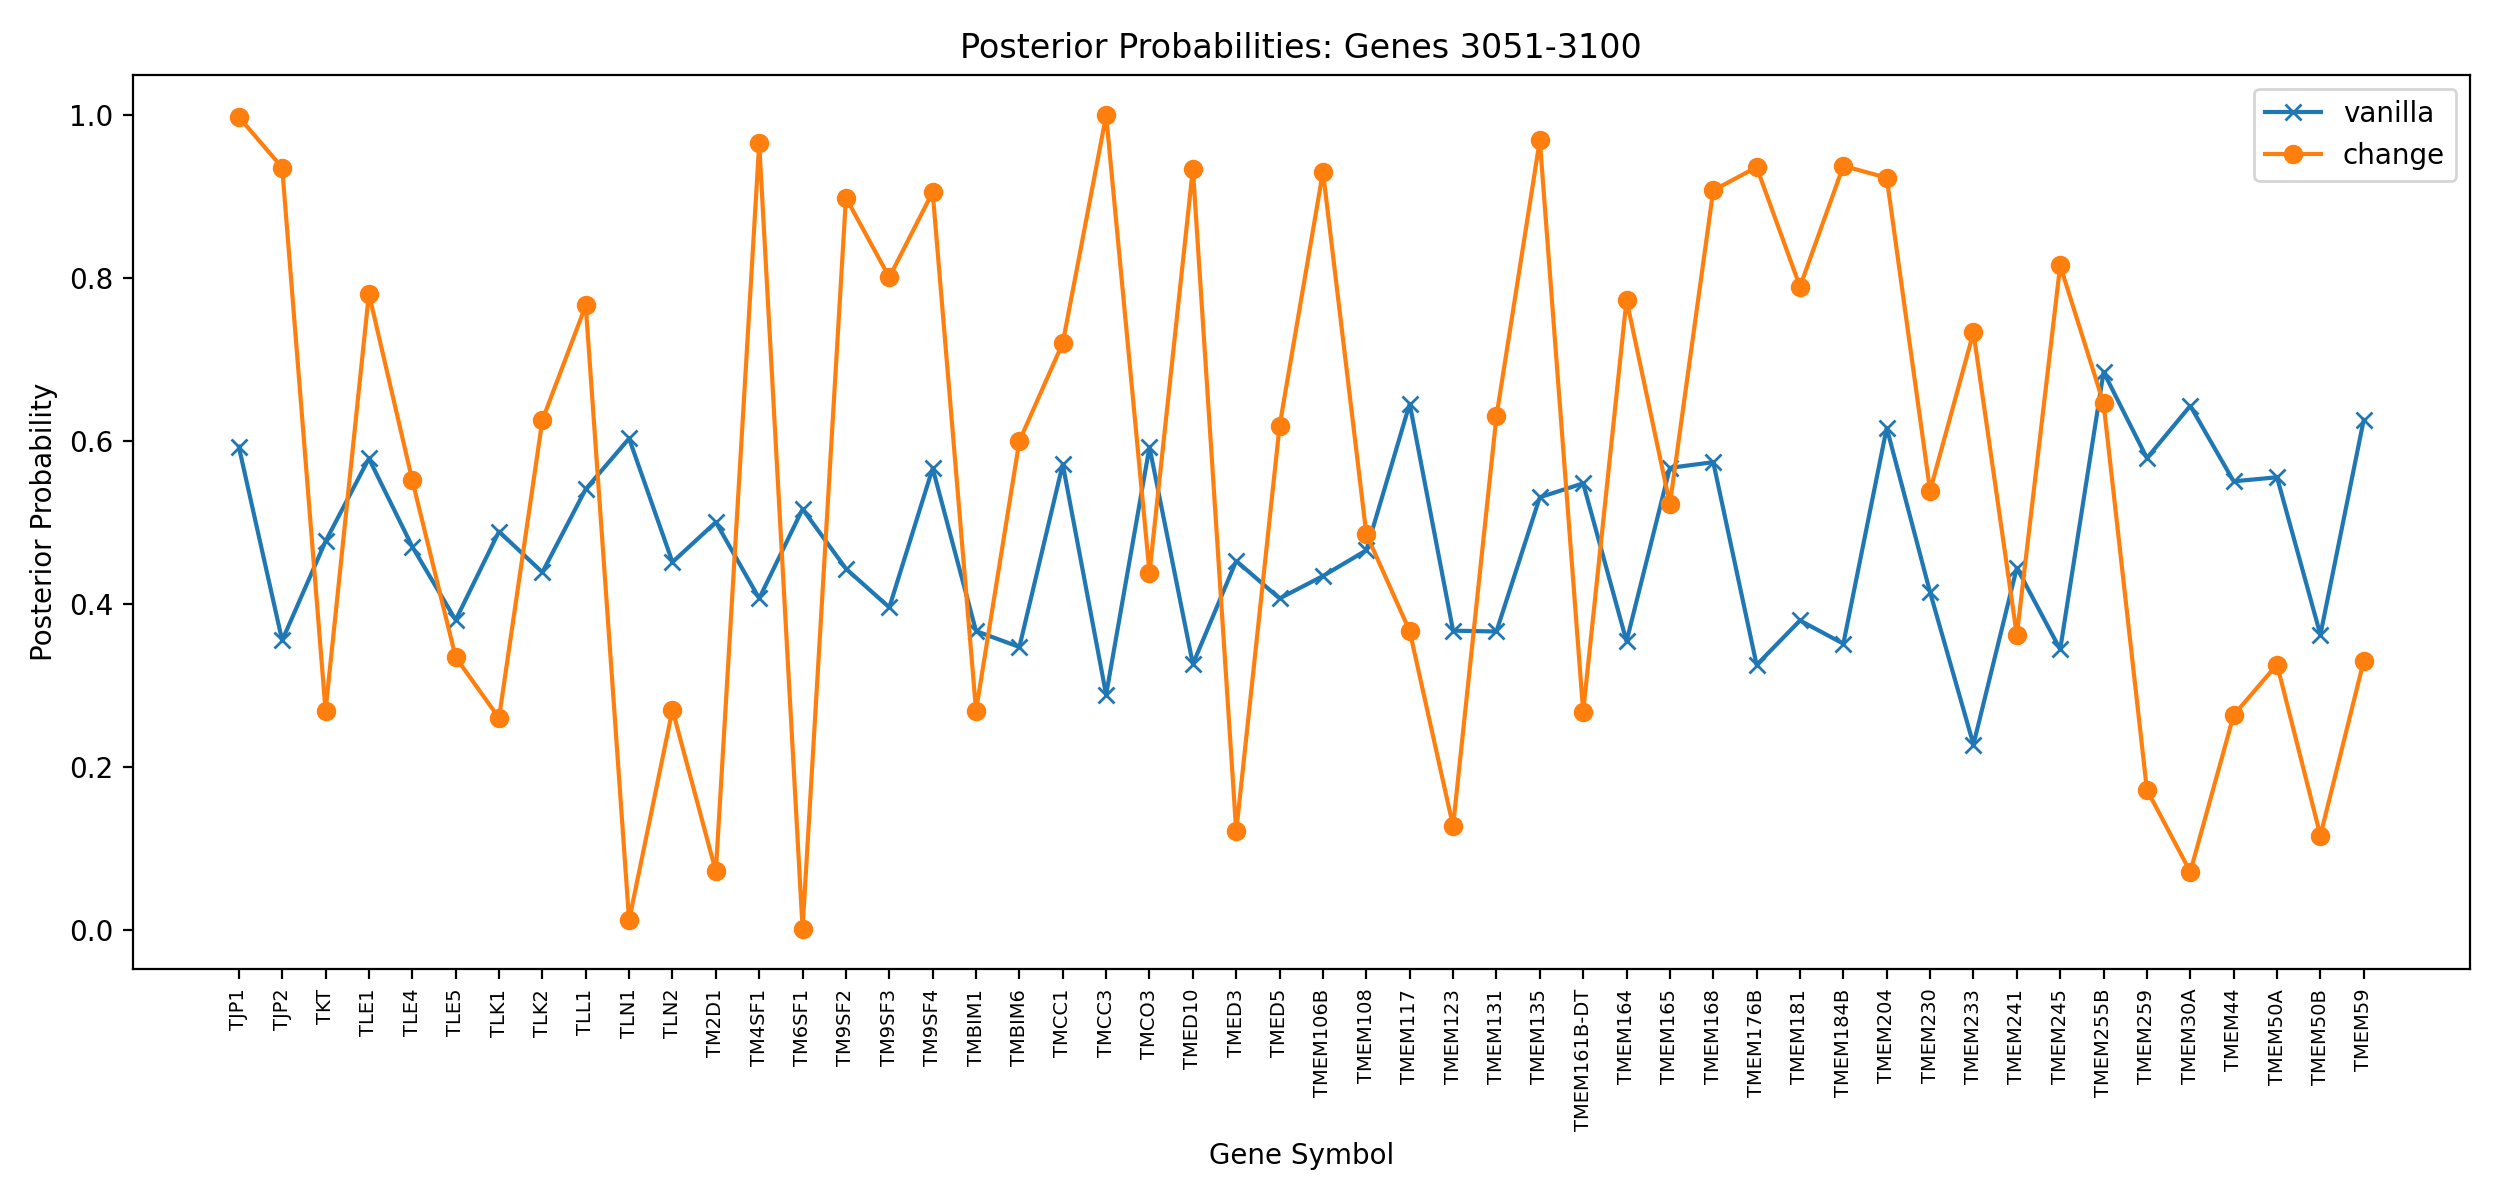 Posterior Probabilities: Genes 3051-3100
vanilla
change
Posterior Probability
1.0
0.8
0.6
0.4
0.2
0.0
TJP1
TJP2
TKT
TLE1
TLE4
TLE5
TLK1
TLK2
TLL1
TLN1
TLN2
TM2D1
TM4SF1
TM6SF1
TM9SF2
TM9SF3
TM9SF4
TMBIM1
TMBIM6
TMCC1
TMCC3
TMCO3
TMED10
TMED3
TMED5
TMEM106B
TMEM108
TMEM117
TMEM123
TMEM131
TMEM135
TMEM161B-DT
TMEM164
TMEM165
TMEM168
TMEM176B
TMEM181
TMEM184B
TMEM204
TMEM230
TMEM233
TMEM241
TMEM245
TMEM255B
TMEM259
TMEM30A
TMEM44
TMEM50A
TMEM50B
TMEM59
Gene Symbol